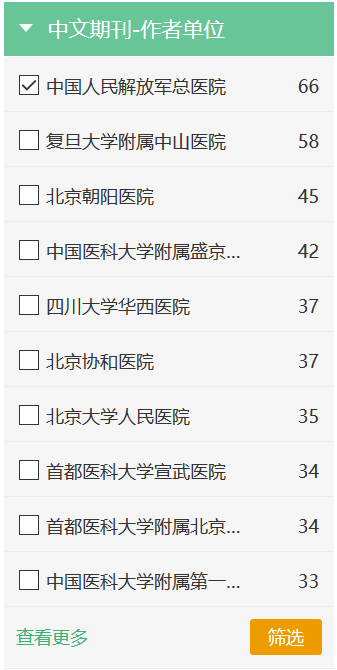 中文期刊-作者单位
中国人民解放军总医院 66
复旦大学附属中山医院 58
北京朝阳医院 45
中国医科大学附属盛京... 42
四川大学华西医院 37
北京协和医院 37
北京大学人民医院 35
首都医科大学宣武医院 34
首都医科大学附属北京... 34
中国医科大学附属第一... 33
查看更多 筛选